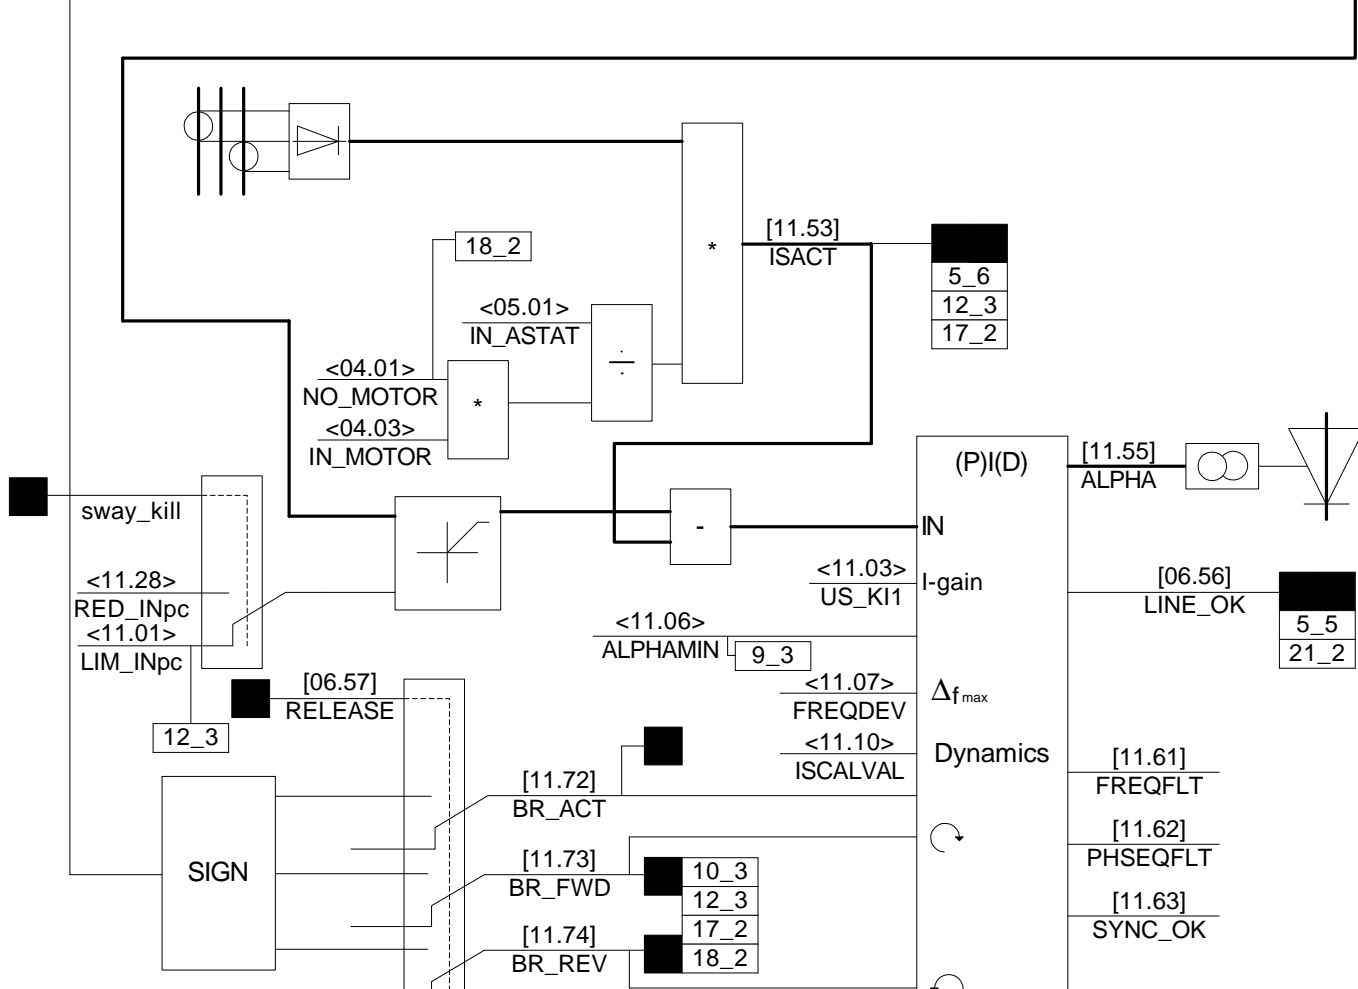 18_2
[11.53]
ISACT
*
5_6
12_3
17_2
<05.01>
IN_ASTAT
<04.01>
NO_MOTOR
*
<04.03>
IN_MOTOR
(P)I(D)
[11.55]
ALPHA
sway_kill
-
IN
<11.28>
RED_INpc
<11.03>
US_KI1
I-gain
[06.56]
LINE_OK
5_5
21_2
<11.01>
LIM_INpc
<11.06>
ALPHAMIN
9_3
[06.57]
RELEASE
<11.07>
FREQDEV
Δfmax
12_3
<11.10>
ISCALVAL
Dynamics
[11.72]
BR_ACT
[11.61]
FREQFLT
SIGN
[11.73]
BR_FWD
10_3
12_3
17_2
18_2
[11.62]
PHSEQFLT
[11.74]
BR_REV
[11.63]
SYNC_OK